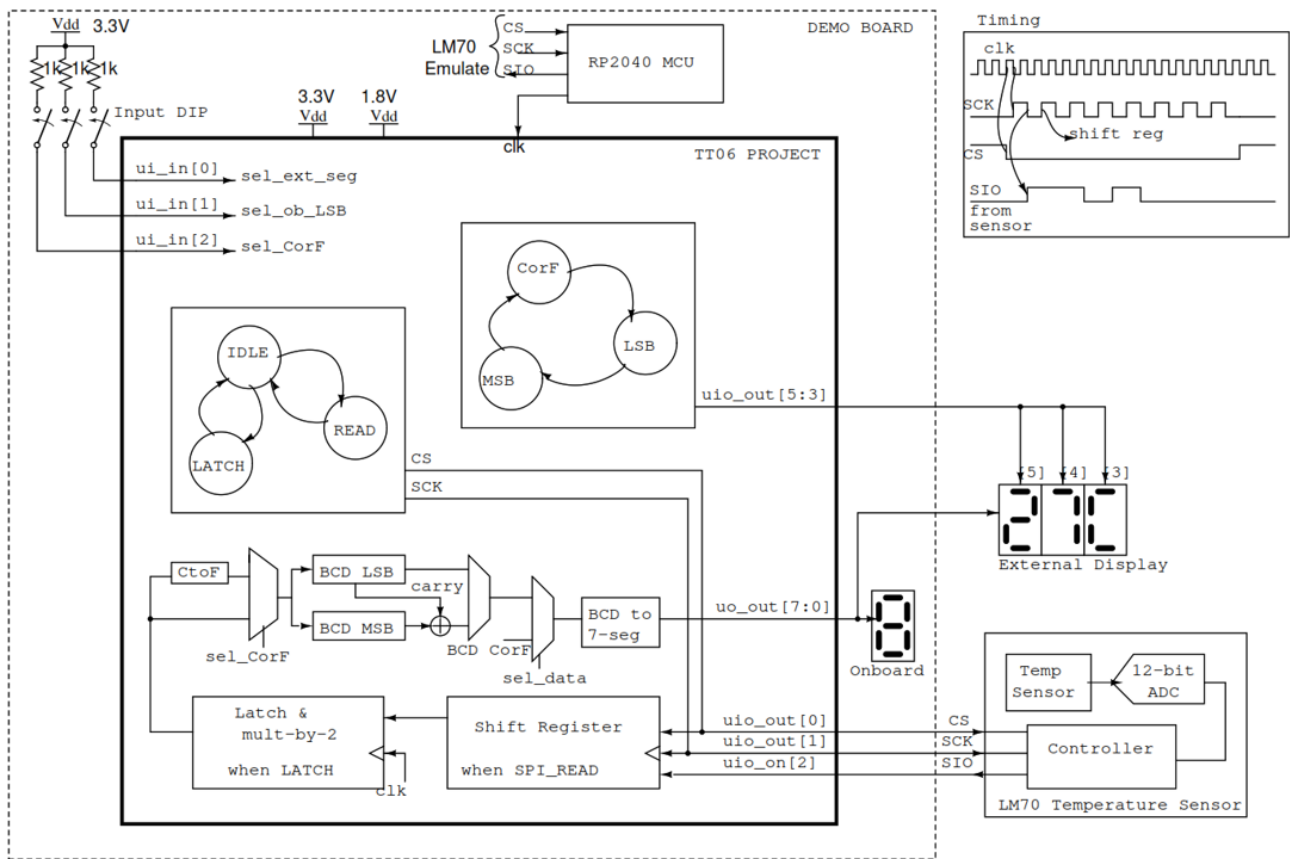 Vdd 3.3V
1k 1k 1k
Input DIP
LM70
Emulate
CS
SCK
SIO
RP2040 MCU
DEMO BOARD
3.3V
Vdd
1.8V
Vdd
clk
TT06 PROJECT
ui_in[0] sel_ext_seg
ui_in[1] sel_ob_LSB
ui_in[2] sel_CorF
IDLE
READ
LATCH
CorF
LSB
MSB
uio_out[5:3]
CS
SCK
CtoF
sel_CorF
BCD LSB
carry
BCD MSB
BCD
CorF
sel_data
BCD to
7-seg
uo_out[7:0]
Latch &
mult-by-2
when LATCH
clk
Shift Register
when SPI_READ
uio_out[0] CS
uio_out[1] SCK
uio_on[2] SIO
Timing
clk
SCK
shift reg
CS
SIO
from
sensor
[5] [4] [3]
27C
External Display
8
Onboard
Temp
Sensor
12-bit
ADC
Controller
LM70 Temperature Sensor